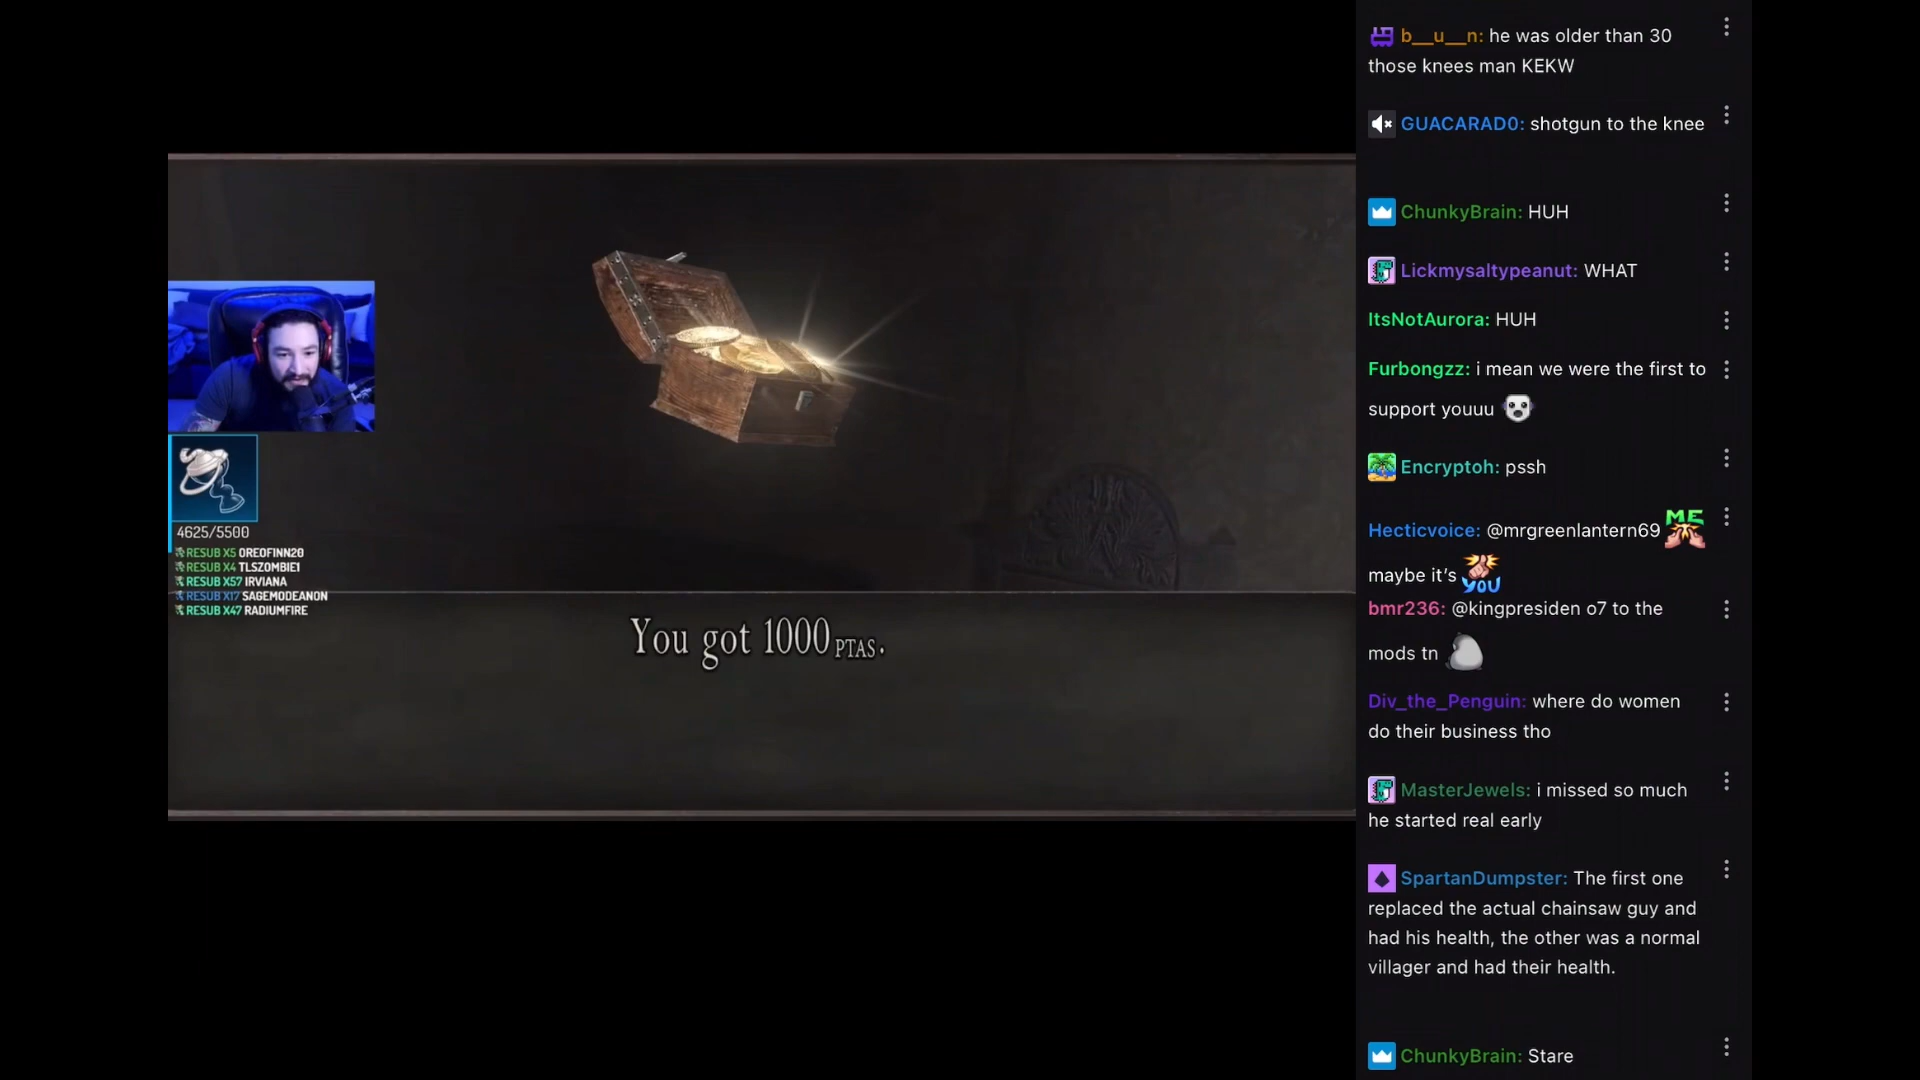 You got 1000 PTAS.
4625/5500
RESUB X5 OREOFINN20
RESUB X4 TLSZOMBIE1
RESUB X57 IRVIANA
RESUB X17 SAGEMODEANON
RESUB X47 RADIUMFIRE
b__u__n: he was older than 30
those knees man KEKW
GUACARAD0: shotgun to the knee
ChunkyBrain: HUH
Lickmysaltypeanut: WHAT
ItsNotAurora: HUH
Furbongzz: i mean we were the first to
support youuu
Encryptoh: pssh
Hecticvoice: @mrgreenlantern69 ME
maybe it’s YOU
bmr236: @kingpresiden o7 to the
mods tn
Div_the_Penguin: where do women
do their business tho
MasterJewels: i missed so much
he started real early
SpartanDumpster: The first one
replaced the actual chainsaw guy and
had his health, the other was a normal
villager and had their health.
ChunkyBrain: Stare